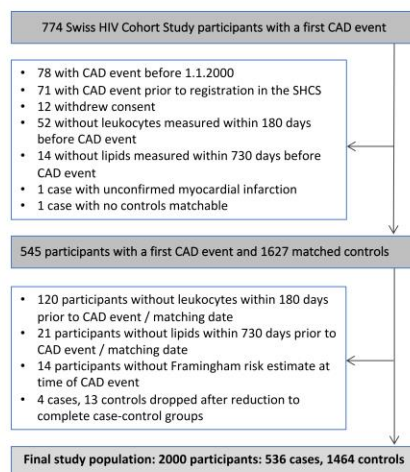 774 Swiss HIV Cohort Study participants with a first CAD event
• 78 with CAD event before 1.1.2000
• 71 with CAD event prior to registration in the SHCS
• 12 withdrew consent
• 52 without leukocytes measured within 180 days
before CAD event
• 14 without lipids measured within 730 days before
CAD event
• 1 case with unconfirmed myocardial infarction
• 1 case with no controls matchable
545 participants with a first CAD event and 1627 matched controls
• 120 participants without leukocytes within 180 days
prior to CAD event / matching date
• 21 participants without lipids within 730 days prior to
CAD event / matching date
• 14 participants without Framingham risk estimate at
time of CAD event
• 4 cases, 13 controls dropped after reduction to
complete case-control groups
Final study population: 2000 participants: 536 cases, 1464 controls